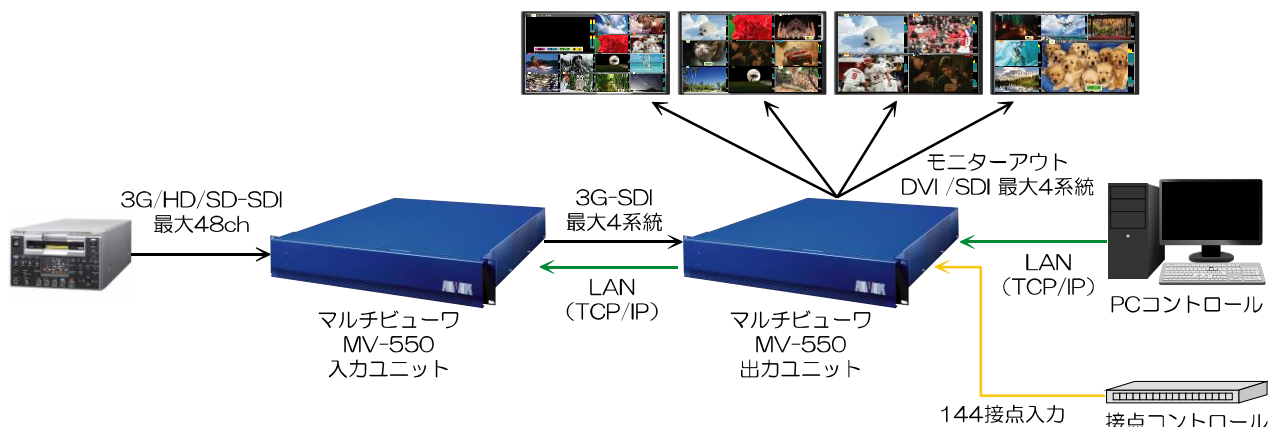 モニターアウト
DVI /SDI 最大4系統
3G/HD/SD-SDI
最大48ch
3G-SDI
最大4系統
LAN
(TCP/IP)
LAN
(TCP/IP)
PCコントロール
マルチビューワ
MV-550
入力ユニット
マルチビューワ
MV-550
出力ユニット
144接点入力
接点コントロール